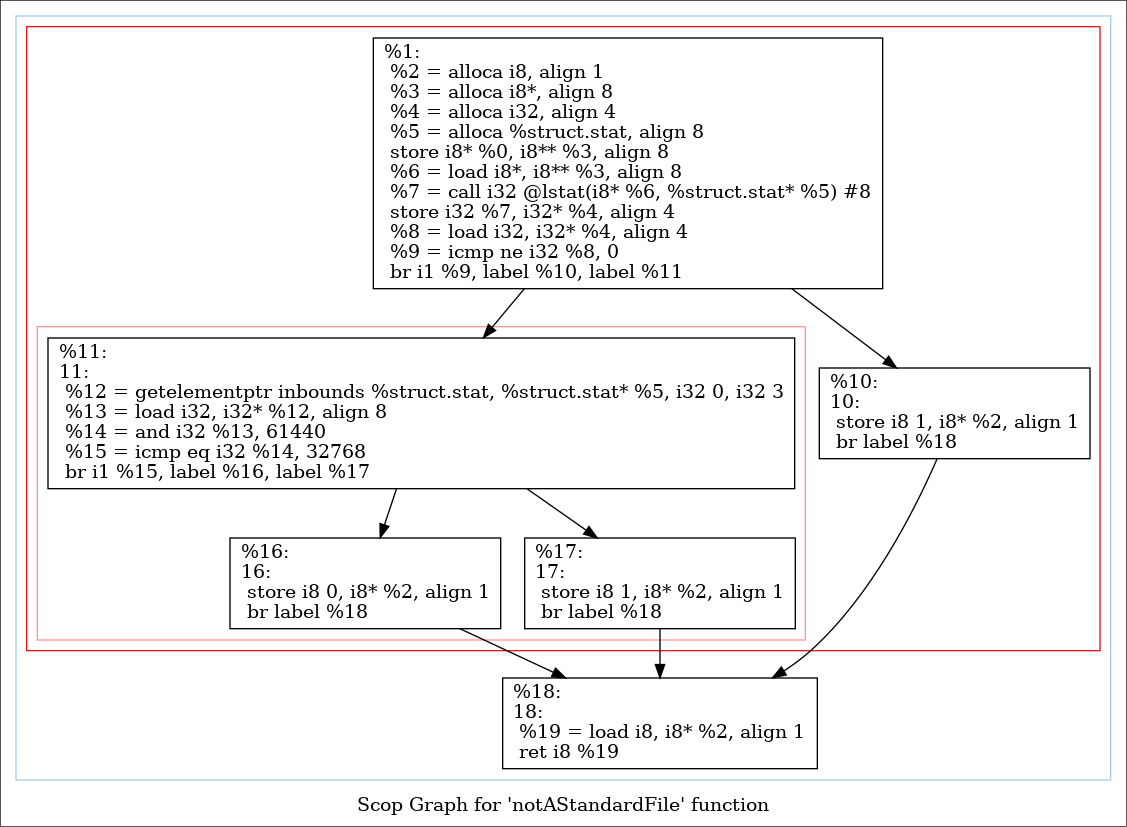 %1:
%2 = alloca i8, align 1
%3 = alloca i8*, align 8
%4 = alloca i32, align 4
%5 = alloca %struct.stat, align 8
store i8* %0, i8** %3, align 8
%6 = load i8*, i8** %3, align 8
%7 = call i32 @lstat(i8* %6, %struct.stat* %5) #8
store i32 %7, i32* %4, align 4
%8 = load i32, i32* %4, align 4
%9 = icmp ne i32 %8, 0
br i1 %9, label %10, label %11
%11:
11:
%12 = getelementptr inbounds %struct.stat, %struct.stat* %5, i32 0, i32 3
%13 = load i32, i32* %12, align 8
%14 = and i32 %13, 61440
%15 = icmp eq i32 %14, 32768
br i1 %15, label %16, label %17
%10:
10:
store i8 1, i8* %2, align 1
br label %18
%16:
16:
store i8 0, i8* %2, align 1
br label %18
%17:
17:
store i8 1, i8* %2, align 1
br label %18
%18:
18:
%19 = load i8, i8* %2, align 1
ret i8 %19
Scop Graph for 'notAStandardFile' function